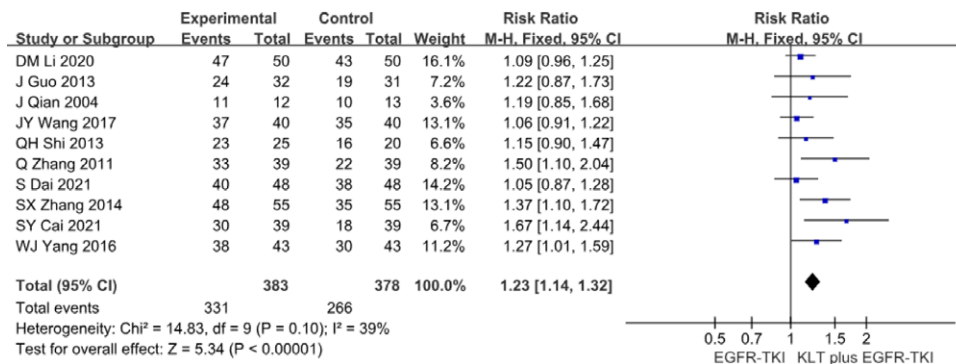 Experimental Control Risk Ratio Risk Ratio
Study or Subgroup Events Total Events Total Weight M-H, Fixed, 95% CI M-H, Fixed, 95% CI
DM Li 2020 47 50 43 50 16.1% 1.09 [0.96, 1.25]
J Guo 2013 24 32 19 31 7.2% 1.22 [0.87, 1.73]
J Qian 2004 11 12 10 13 3.6% 1.19 [0.85, 1.68]
JY Wang 2017 37 40 35 40 13.1% 1.06 [0.91, 1.22]
QH Shi 2013 23 25 16 20 6.6% 1.15 [0.90, 1.47]
Q Zhang 2011 33 39 22 39 8.2% 1.50 [1.10, 2.04]
S Dai 2021 40 48 38 48 14.2% 1.05 [0.87, 1.28]
SX Zhang 2014 48 55 35 55 13.1% 1.37 [1.10, 1.72]
SY Cai 2021 30 39 18 39 6.7% 1.67 [1.14, 2.44]
WJ Yang 2016 38 43 30 43 11.2% 1.27 [1.01, 1.59]
Total (95% CI) 383 378 100.0% 1.23 [1.14, 1.32]
Total events 331 266
Heterogeneity: Chi² = 14.83, df = 9 (P = 0.10); I² = 39%
Test for overall effect: Z = 5.34 (P < 0.00001)
0.5 0.7 1 1.5 2
EGFR-TKI KLT plus EGFR-TKI